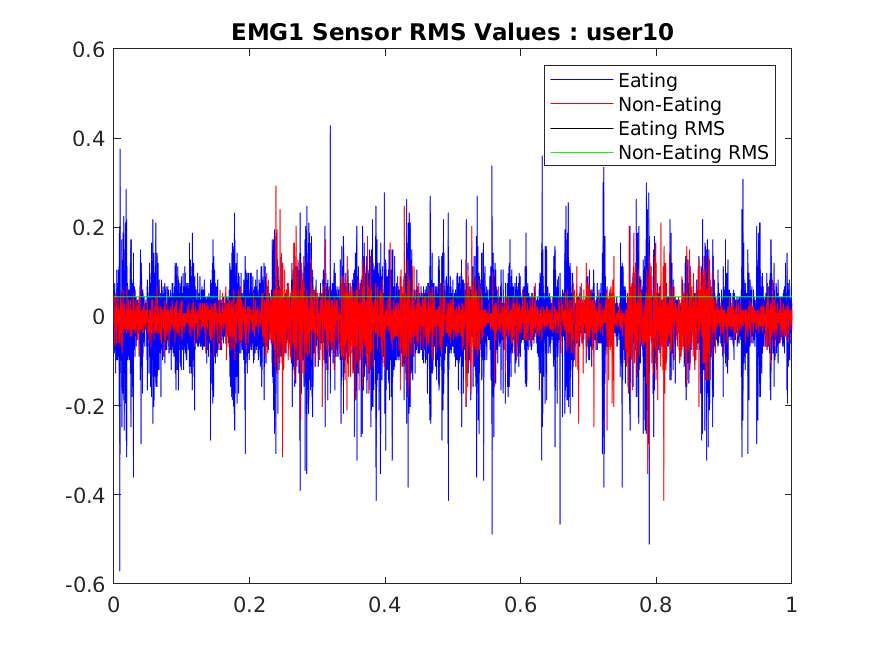 EMG1 Sensor RMS Values : user10
0.6
0.4
0.2
0
-0.2
-0.4
-0.6
Eating
Non-Eating
Eating RMS
Non-Eating RMS
0 0.2 0.4 0.6 0.8 1